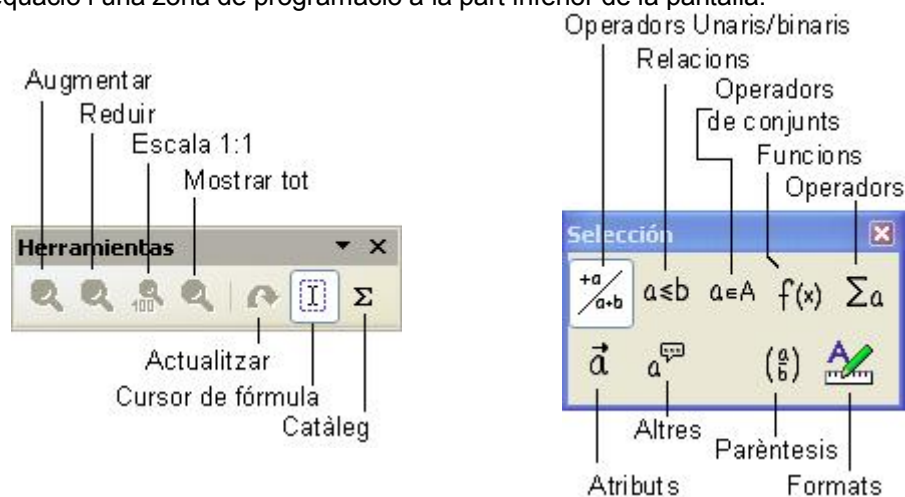 equació i una zona de programació a la part inferior de la pantalla.
Augmentar
Reduir
Escala 1:1
Mostrar tot
Herramientas
100
Σ
Actualitzar
Cursor de fórmula
Catàleg
Operadors Unaris/binaris
Relacions
Operadors
de conjunts
Funcions
Operadors
Selección
+a/a+b a≤b a∈A f(x) Σa
a⃗ a (a/b) A
Altres
Parèntesis
Atributs
Formats